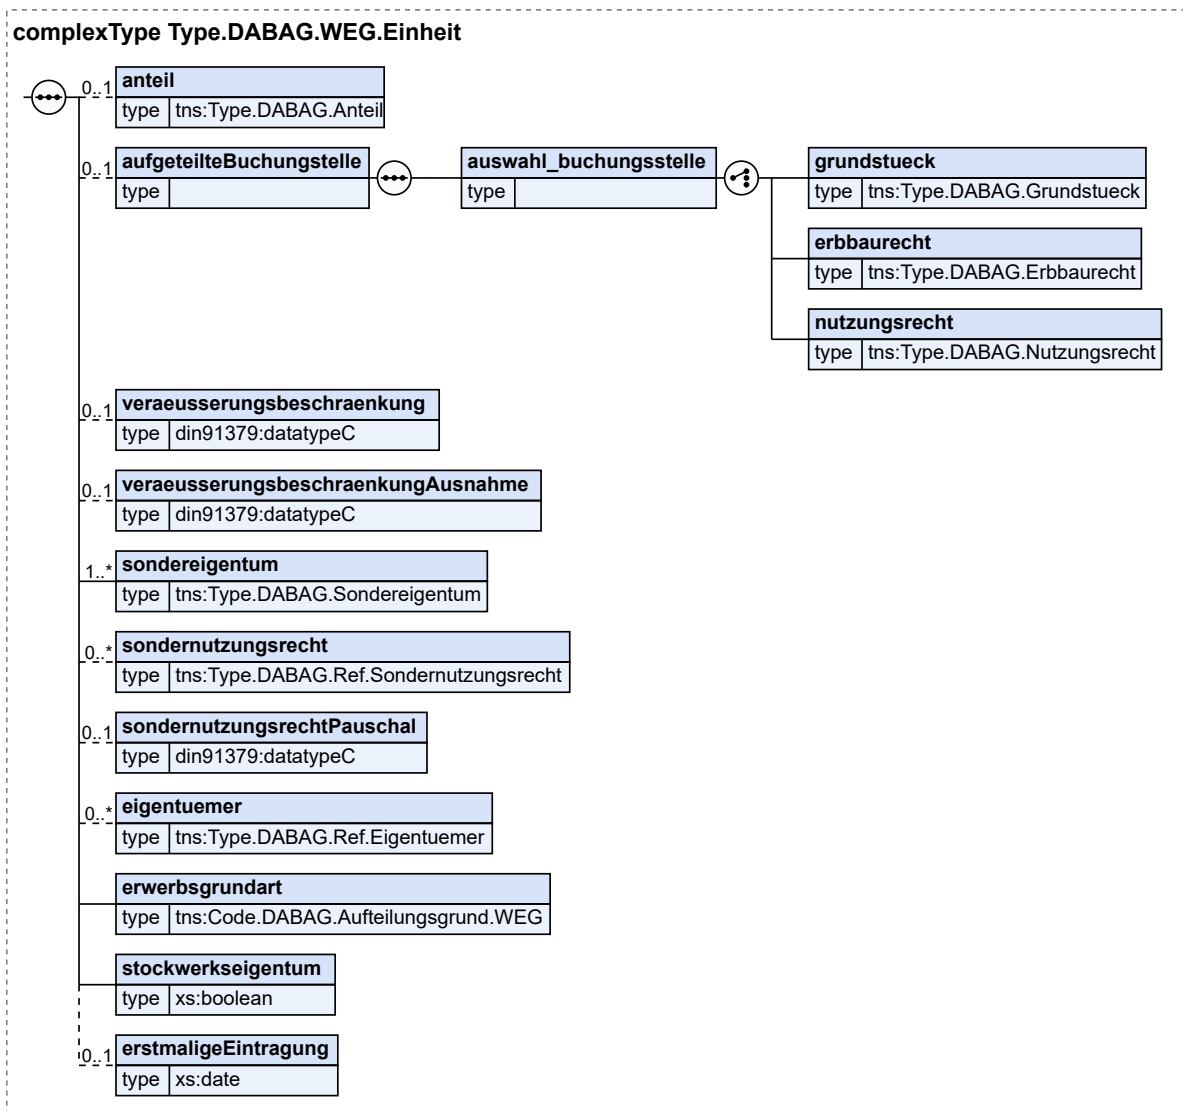 complexType Type.DABAG.WEG.Einheit
0..1 anteil
type tns:Type.DABAG.Anteil
0..1 aufgeteilteBuchungstelle auswahl_buchungsstelle grundstueck
type type type tns:Type.DABAG.Grundstueck
erbbaurecht
type tns:Type.DABAG.Erbbaurecht
nutzungsrecht
type tns:Type.DABAG.Nutzungsrecht
0..1 veraeusserungsbeschraenkung
type din91379:datatypeC
0..1 veraeusserungsbeschraenkungAusnahme
type din91379:datatypeC
1..* sondereigentum
type tns:Type.DABAG.Sondereigentum
0..* sondernutzungsrecht
type tns:Type.DABAG.Ref.Sondernutzungsrecht
0..1 sondernutzungsrechtPauschal
type din91379:datatypeC
0..* eigentuemer
type tns:Type.DABAG.Ref.Eigentuemer
erwerbsgrundart
type tns:Code.DABAG.Aufteilungsgrund.WEG
stockwerkseigentum
type xs:boolean
0..1 erstmaligeEintragung
type xs:date